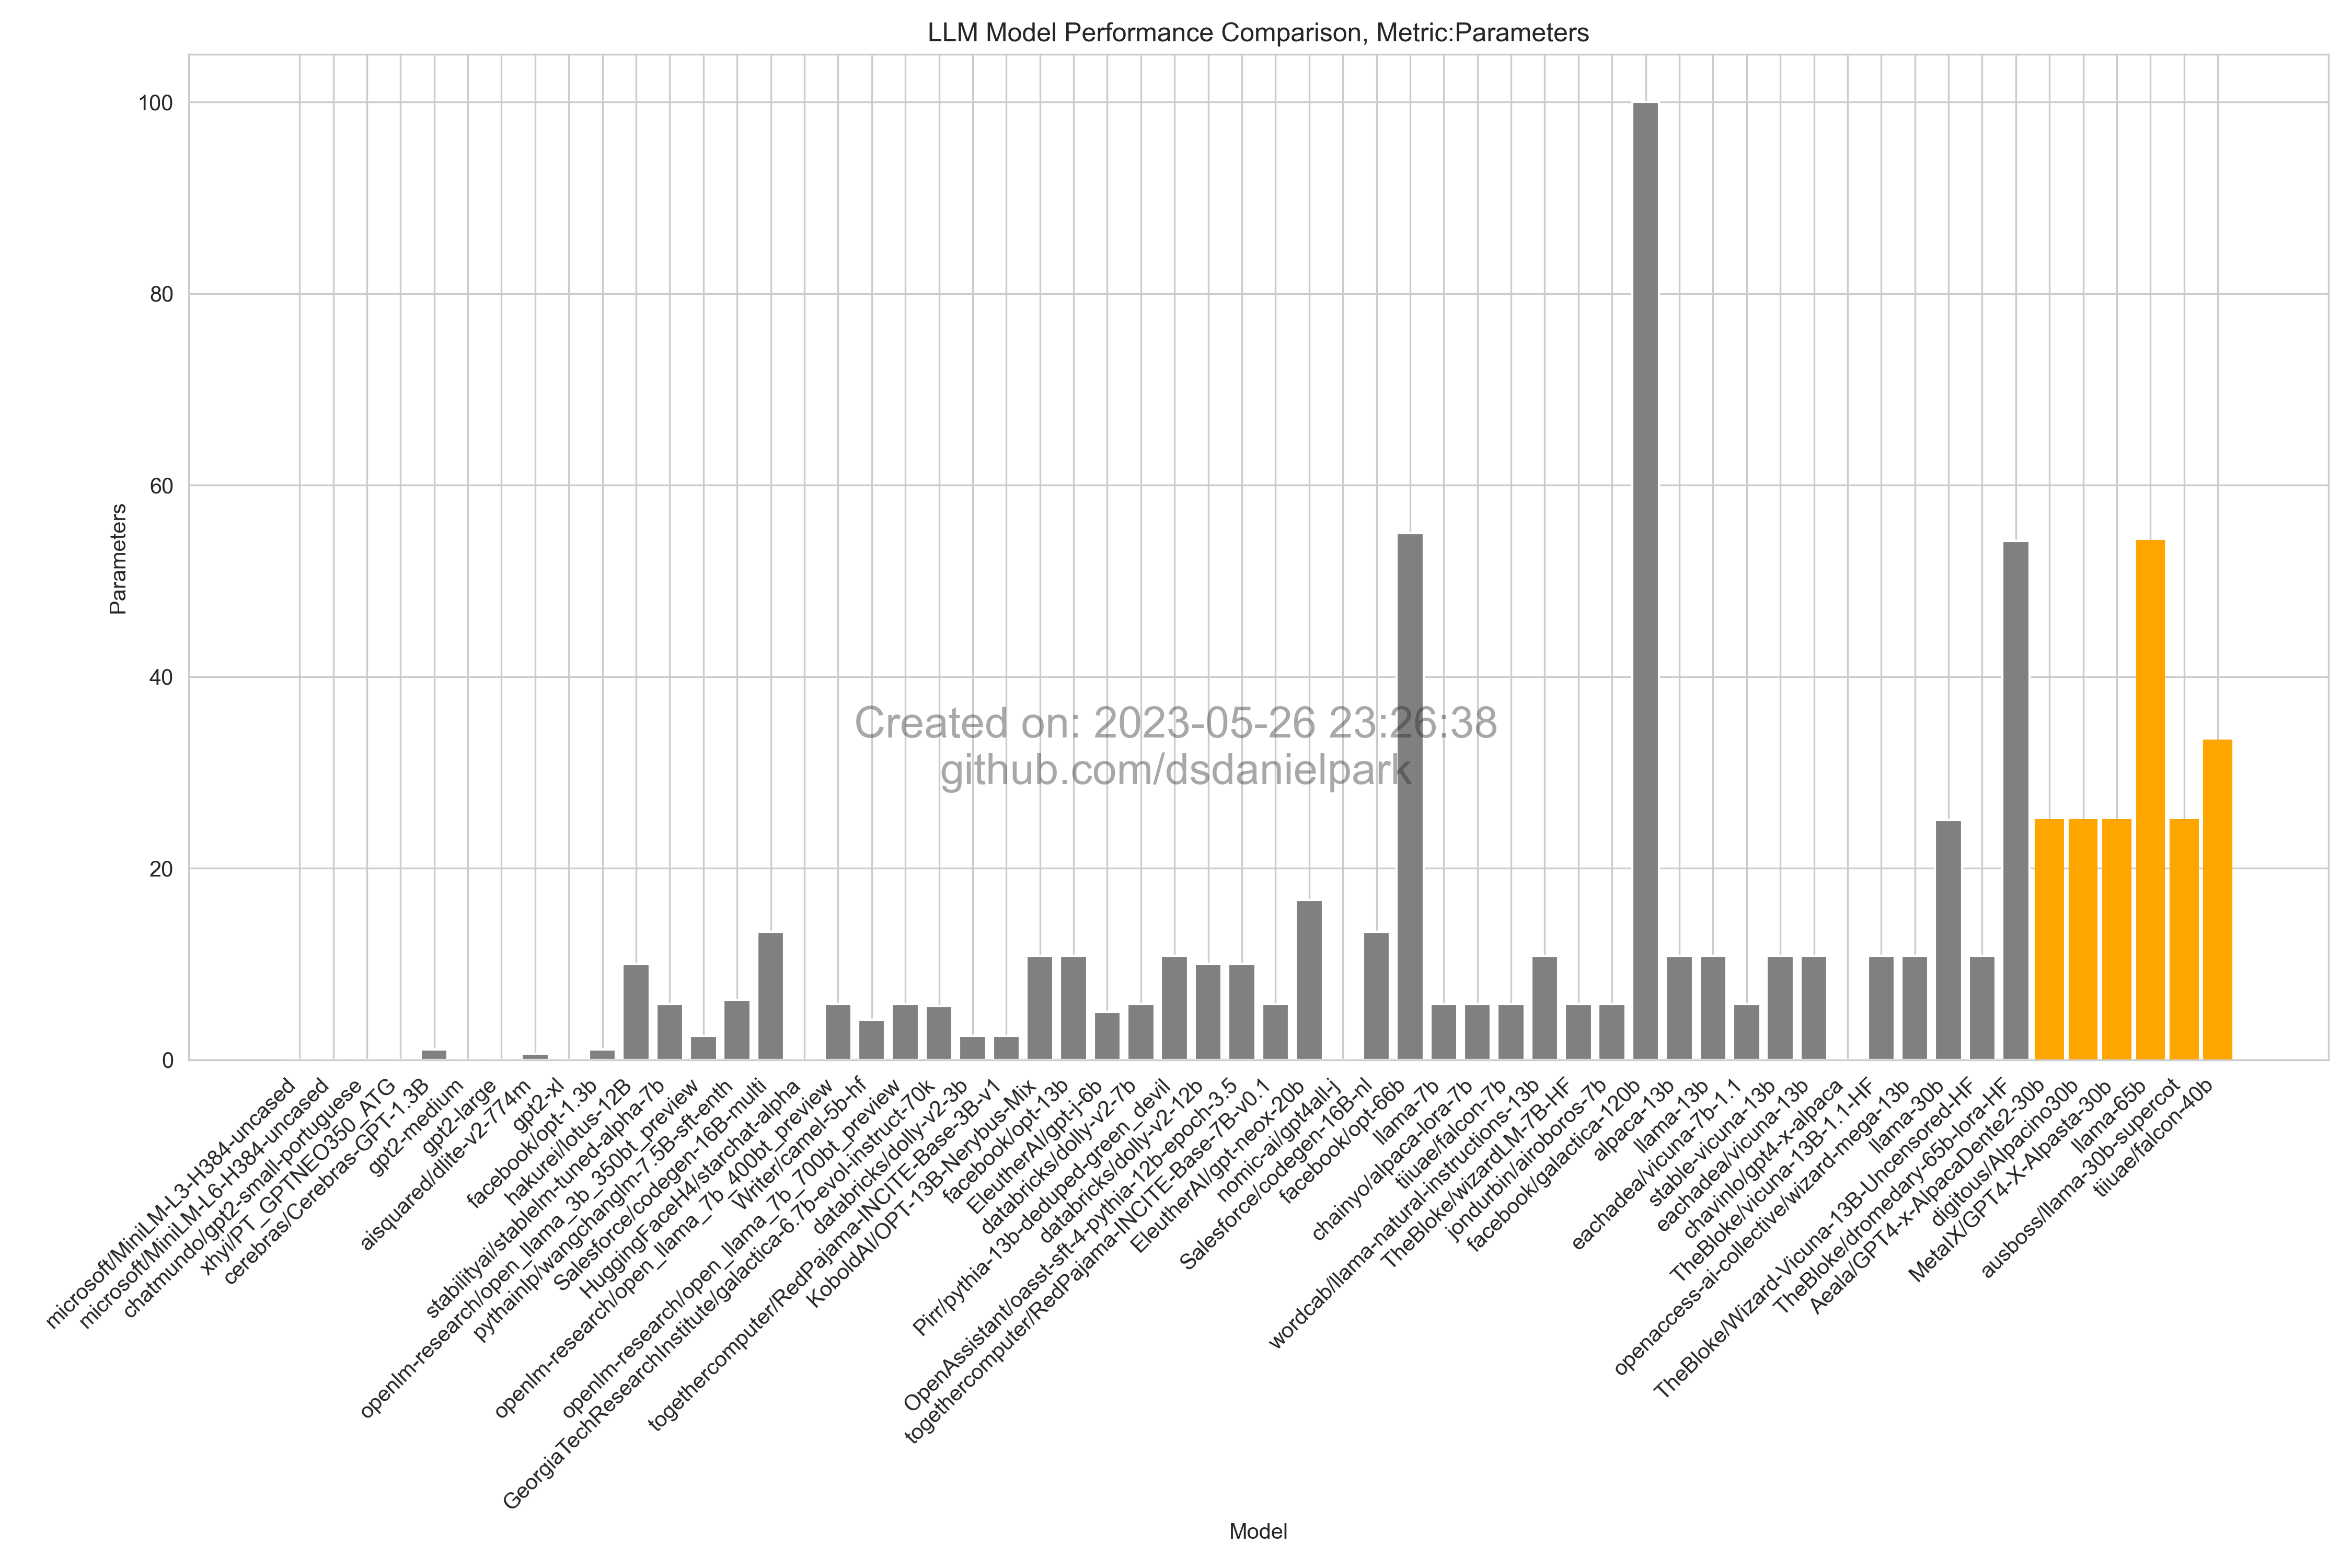 LLM Model Performance Comparison, Metric:Parameters
100
80
60
40
20
0
Parameters
Created on: 2023-05-26 23:26:38
github.com/dsdanielpark
microsoft/MiniLM-L3-H384-uncased
microsoft/MiniLM-L6-H384-uncased
chatmundo/gpt2-small-portuguese
xhyi/PT_GPTNEO350_ATG
cerebras/Cerebras-GPT-1.3B
gpt2-medium
gpt2-large
aisquared/dlite-v2-774m
gpt2-xl
facebook/opt-1.3b
hakurei/lotus-12B
stabilityai/stablelm-tuned-alpha-7b
openlm-research/open_llama_3b_350bt_preview
pythainlp/wangchanglm-7.5B-sft-enth
Salesforce/codegen-16B-multi
HuggingFaceH4/starchat-alpha
openlm-research/open_llama_7b_400bt_preview
Writer/camel-5b-hf
openlm-research/open_llama_7b_700bt_preview
GeorgiaTechResearchInstitute/galactica-6.7b-evol-instruct-70k
databricks/dolly-v2-3b
togethercomputer/RedPajama-INCITE-Base-3B-v1
KoboldAI/OPT-13B-Nerybus-Mix
facebook/opt-13b
EleutherAI/gpt-j-6b
databricks/dolly-v2-7b
Pirr/pythia-13b-deduped-green_devil
databricks/dolly-v2-12b
OpenAssistant/oasst-sft-4-pythia-12b-epoch-3.5
togethercomputer/RedPajama-INCITE-Base-7B-v0.1
EleutherAI/gpt-neox-20b
nomic-ai/gpt4all-j
Salesforce/codegen-16B-nl
facebook/opt-66b
llama-7b
chainyo/alpaca-lora-7b
tiiuae/falcon-7b
wordcab/llama-natural-instructions-13b
TheBloke/wizardLM-7B-HF
jondurbin/airoboros-7b
facebook/galactica-120b
alpaca-13b
llama-13b
eachadea/vicuna-7b-1.1
stable-vicuna-13b
eachadea/vicuna-13b
chavinlo/gpt4-x-alpaca
TheBloke/vicuna-13B-1.1-HF
openaccess-ai-collective/wizard-mega-13b
llama-30b
TheBloke/Wizard-Vicuna-13B-Uncensored-HF
TheBloke/dromedary-65b-lora-HF
Aeala/GPT4-x-AlpacaDente2-30b
digitous/Alpacino30b
MetaIX/GPT4-X-Alpasta-30b
llama-65b
ausboss/llama-30b-supercot
tiiuae/falcon-40b
Model